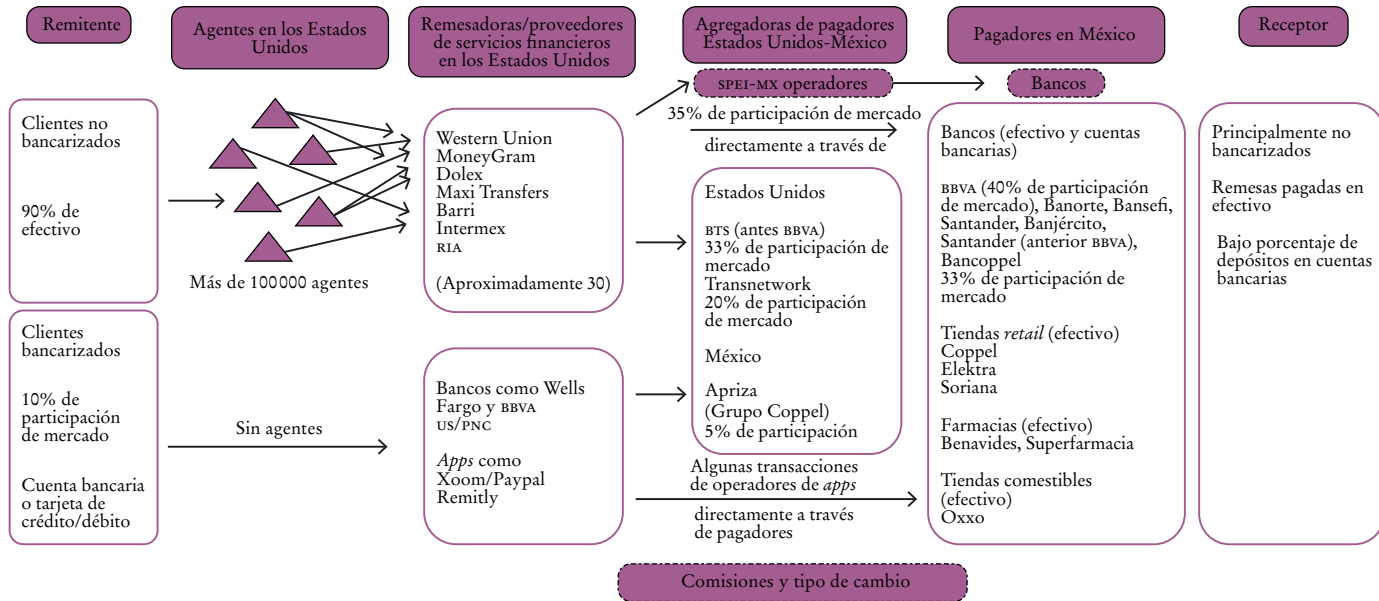 Remitente
Agentes en los Estados
Unidos
Remesadoras/proveedores
de servicios financieros
en los Estados Unidos
Agregadoras de pagadores
Estados Unidos-México
Pagadores en México
Receptor
SPEI-MX operadores
Bancos
Clientes no
bancarizados
90% de
efectivo
Más de 100000 agentes
Western Union
MoneyGram
Dolex
Maxi Transfers
Barri
Intermex
RIA
(Aproximadamente 30)
35% de participación de mercado
directamente a través de
Estados Unidos
BTS (antes BBVA)
33% de participación de
mercado
Transnetwork
20% de participación
de mercado
México
Apriza
(Grupo Coppel)
5% de participación
Bancos (efectivo y cuentas
bancarias)
BBVA (40% de participación
de mercado), Banorte, Bansefi,
Santander, Banjército,
Santander (anterior BBVA),
Bancoppel
33% de participación de
mercado
Tiendas retail (efectivo)
Coppel
Elektra
Soriana
Farmacias (efectivo)
Benavides, Superfarmacia
Tiendas comestibles
(efectivo)
Oxxo
Principalmente no
bancarizados
Remesas pagadas en
efectivo
Bajo porcentaje de
depósitos en cuentas
bancarias
Clientes
bancarizados
10% de
participación
de mercado
Cuenta bancaria
o tarjeta de
crédito/débito
Sin agentes
Bancos como Wells
Fargo y BBVA
US/PNC
Apps como
Xoom/Paypal
Remitly
Algunas transacciones
de operadores de apps
directamente a través
de pagadores
Comisiones y tipo de cambio